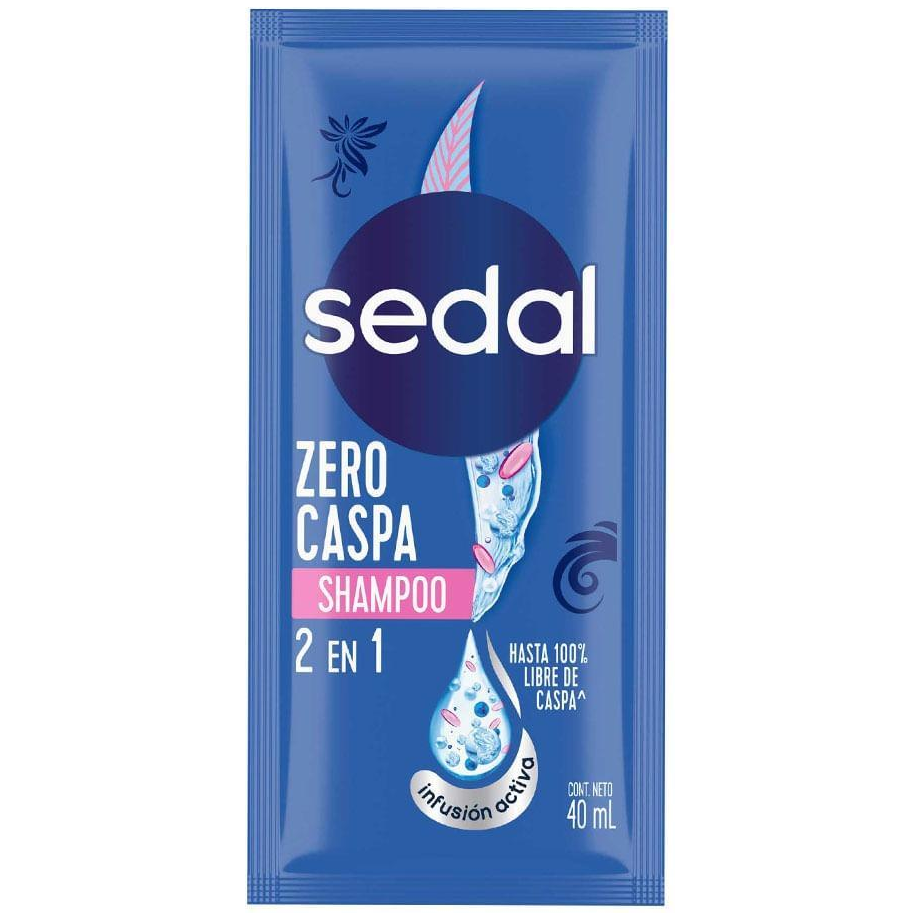 sedal
ZERO
CASPA
SHAMPOO
2 EN 1
HASTA 100%
LIBRE DE
CASPA^
infusión activa
CONT. NETO
40 mL